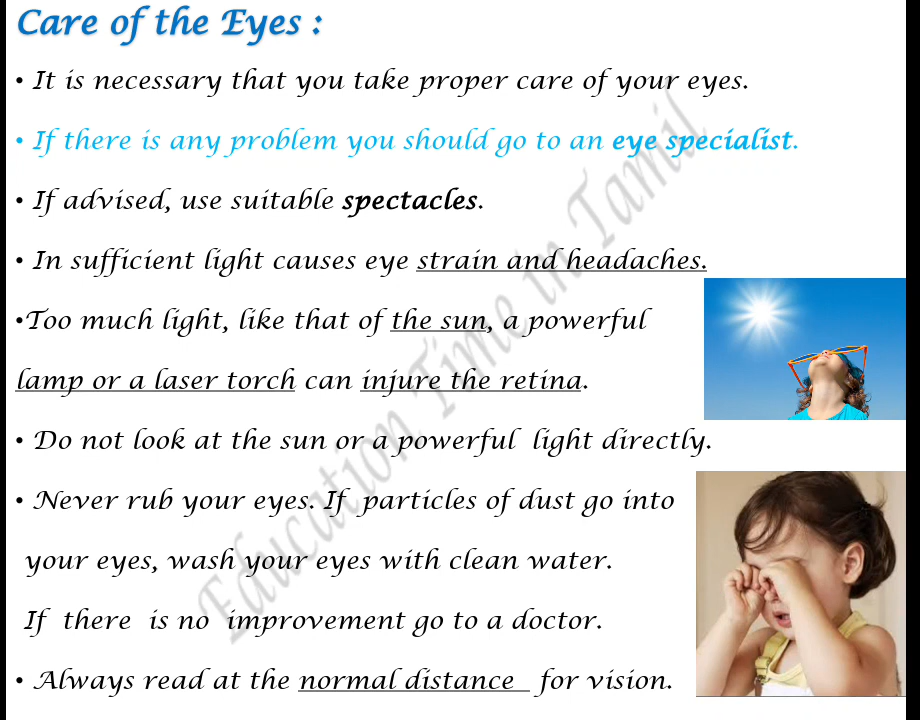 Care of the Eyes :
• It is necessary that you take proper care of your eyes.
• If there is any problem you should go to an eye specialist.
• If advised, use suitable spectacles.
• In sufficient light causes eye strain and headaches.
•Too much light, like that of the sun, a powerful
lamp or a laser torch can injure the retina.
• Do not look at the sun or a powerful light directly.
• Never rub your eyes. If particles of dust go into
your eyes, wash your eyes with clean water.
If there is no improvement go to a doctor.
• Always read at the normal distance for vision.
Education Time in Tamil